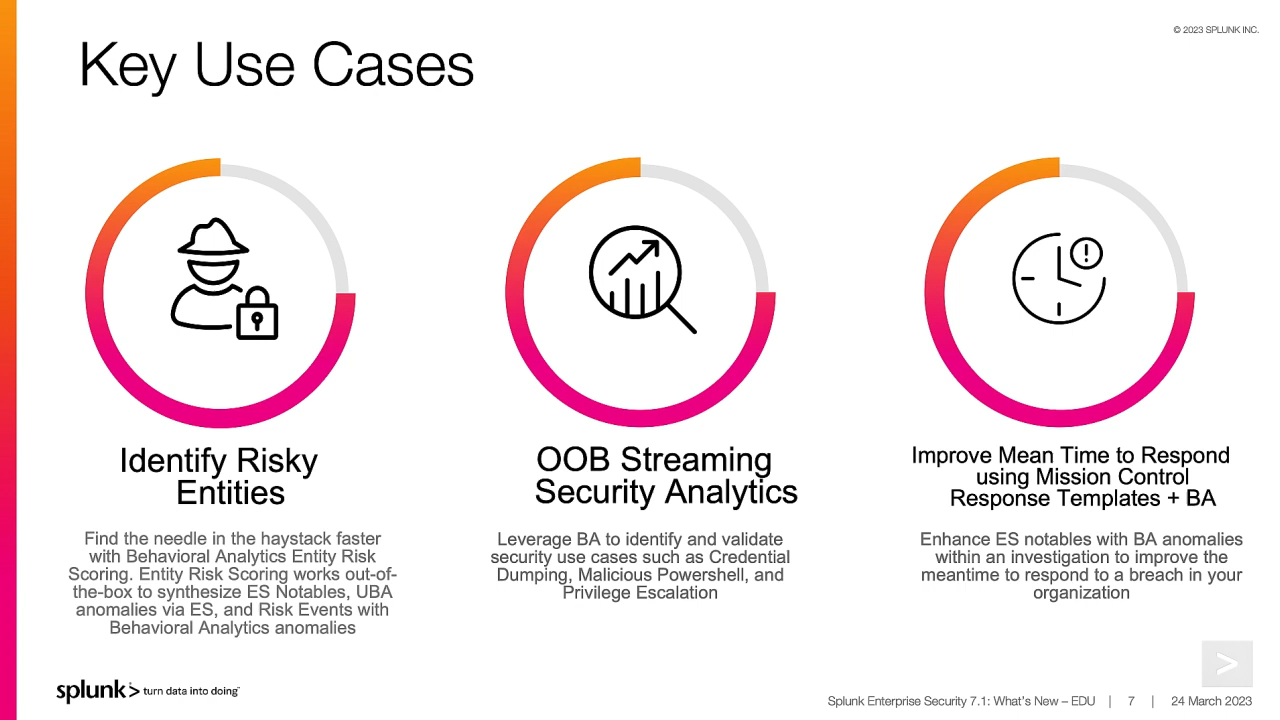 © 2023 SPLUNK INC.
Key Use Cases
Identify Risky
Entities
Find the needle in the haystack faster
with Behavioral Analytics Entity Risk
Scoring. Entity Risk Scoring works out-of-
the-box to synthesize ES Notables, UBA
anomalies via ES, and Risk Events with
Behavioral Analytics anomalies
OOB Streaming
Security Analytics
Leverage BA to identify and validate
security use cases such as Credential
Dumping, Malicious Powershell, and
Privilege Escalation
Improve Mean Time to Respond
using Mission Control
Response Templates + BA
Enhance ES notables with BA anomalies
within an investigation to improve the
meantime to respond to a breach in your
organization
splunk> turn data into doing™
Splunk Enterprise Security 7.1: What's New – EDU | 7 | 24 March 2023